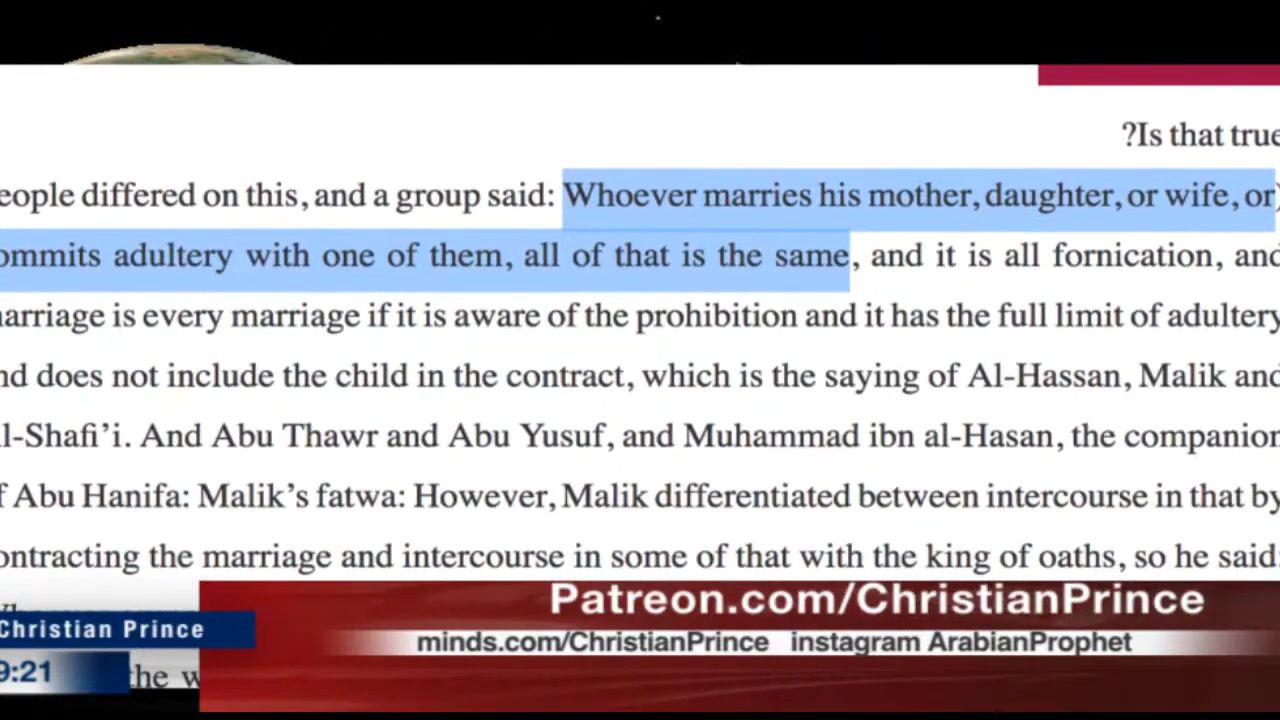 ?Is that true
eople differed on this, and a group said: Whoever marries his mother, daughter, or wife, or)
ommits adultery with one of them, all of that is the same, and it is all fornication, and
arriage is every marriage if it is aware of the prohibition and it has the full limit of adultery
nd does not include the child in the contract, which is the saying of Al-Hassan, Malik and
l-Shafi'i. And Abu Thawr and Abu Yusuf, and Muhammad ibn al-Hasan, the companion
f Abu Hanifa: Malik's fatwa: However, Malik differentiated between intercourse in that by
ontracting the marriage and intercourse in some of that with the king of oaths, so he said:
the w
Patreon.com/ChristianPrince
minds.com/ChristianPrince instagram ArabianProphet
Christian Prince
9:21